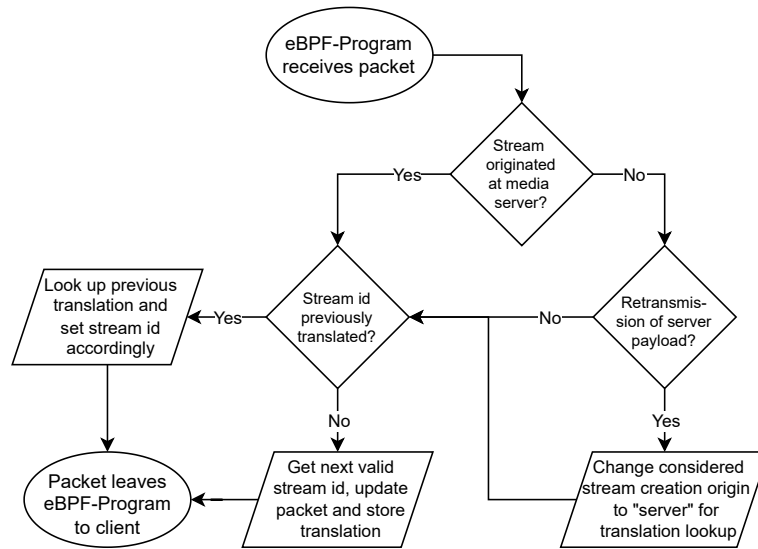 eBPF-Program
receives packet
Stream
originated
at media
server?
Yes
No
Look up previous
translation and
set stream id
accordingly
Yes
Stream id
previously
translated?
No
Retransmis-
sion of server
payload?
No
Yes
Packet leaves
eBPF-Program
to client
Get next valid
stream id, update
packet and store
translation
Change considered
stream creation origin
to "server" for
translation lookup